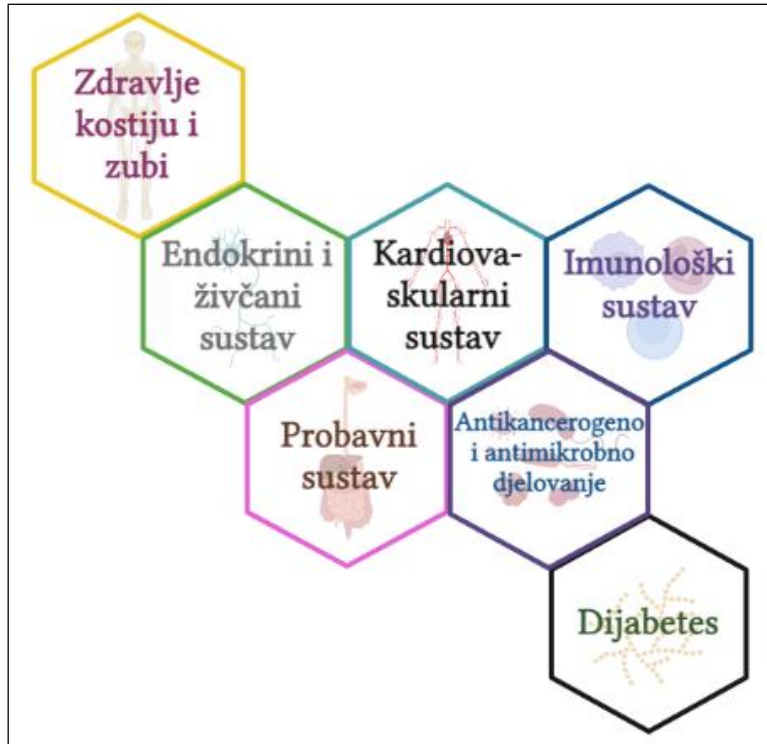 Zdravlje
kostiju i
zubi
Endokrini i
živčani
sustav
Kardiova-
skularni
sustav
Imunološki
sustav
Probavni
sustav
Antikancerogeno
i antimikrobno
djelovanje
Dijabetes